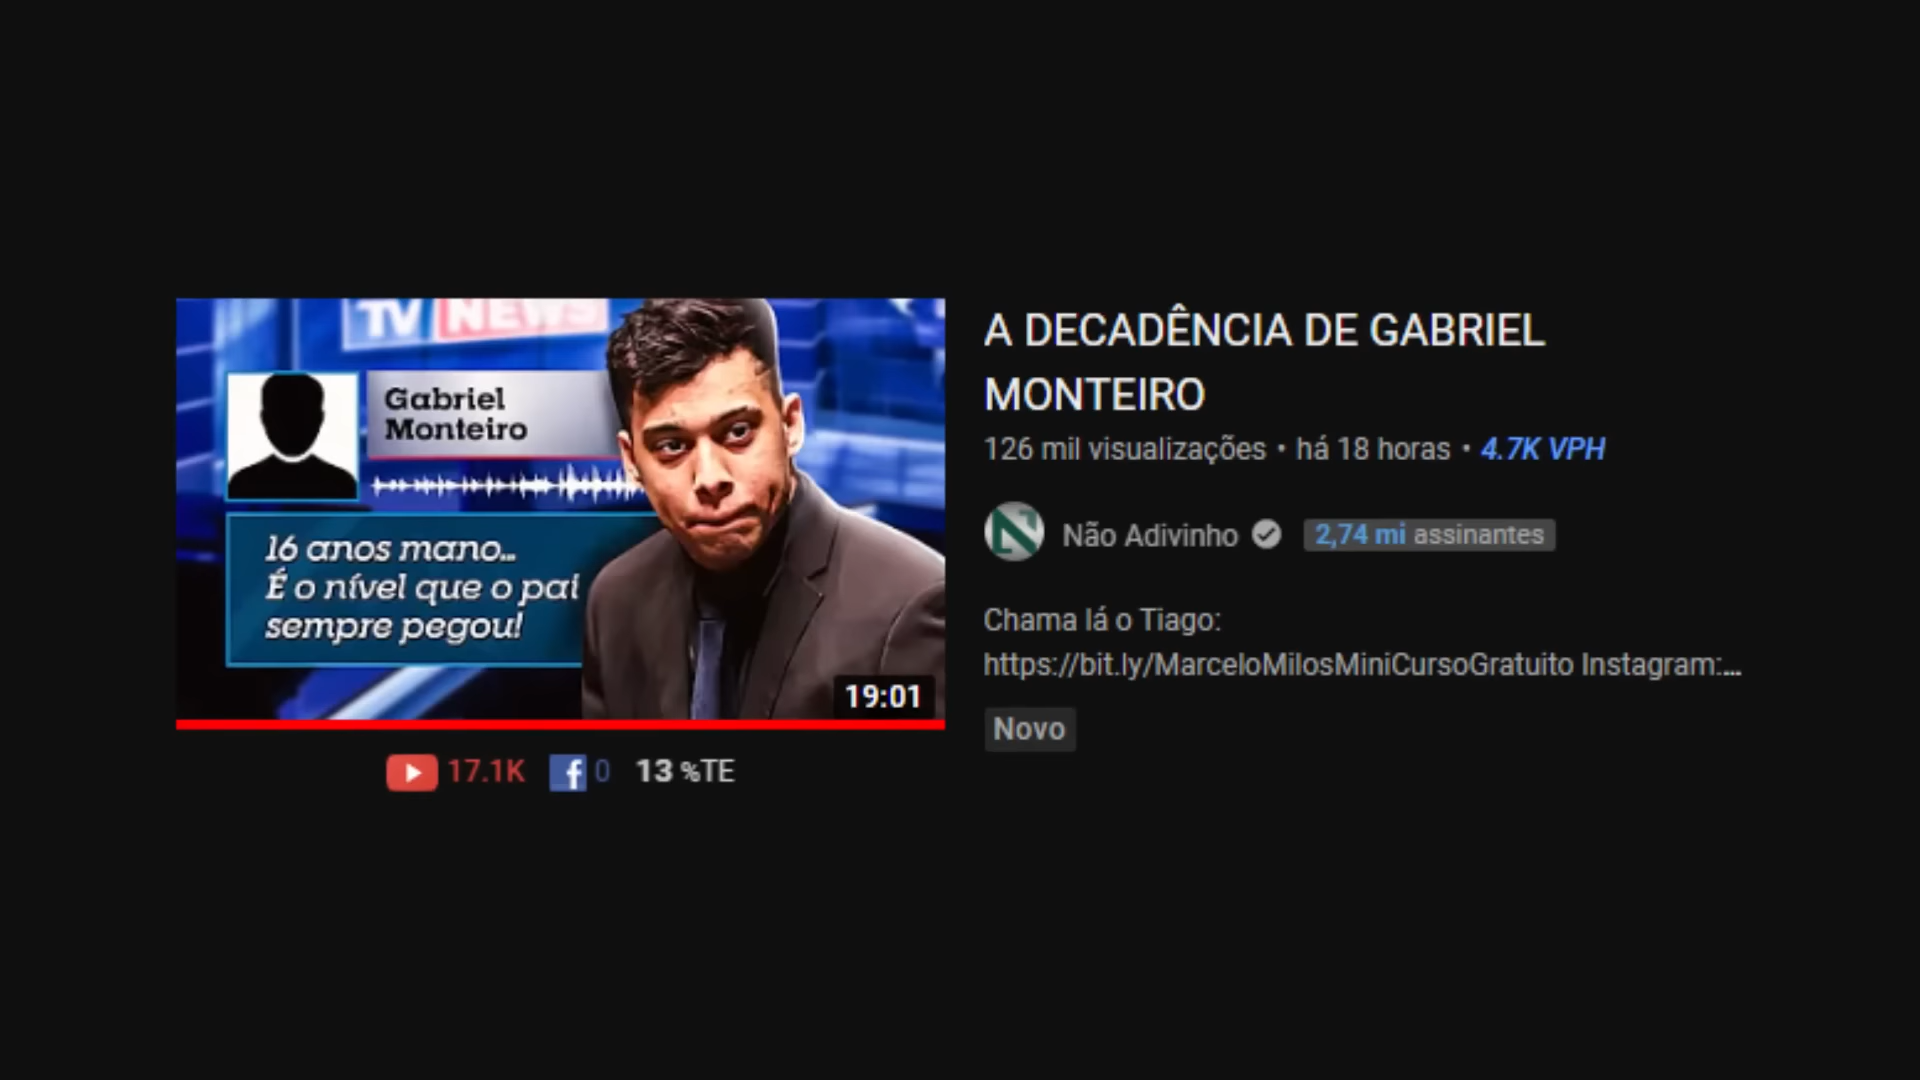 TV NEWS
Gabriel
Monteiro
16 anos mano...
É o nível que o pai
sempre pegou!
19:01
17.1K 0 13 %TE
A DECADÊNCIA DE GABRIEL
MONTEIRO
126 mil visualizações • há 18 horas • 4.7K VPH
Não Adivinho 2,74 mi assinantes
Chama lá o Tiago:
https://bit.ly/MarceloMilosMiniCursoGratuito Instagram:...
Novo